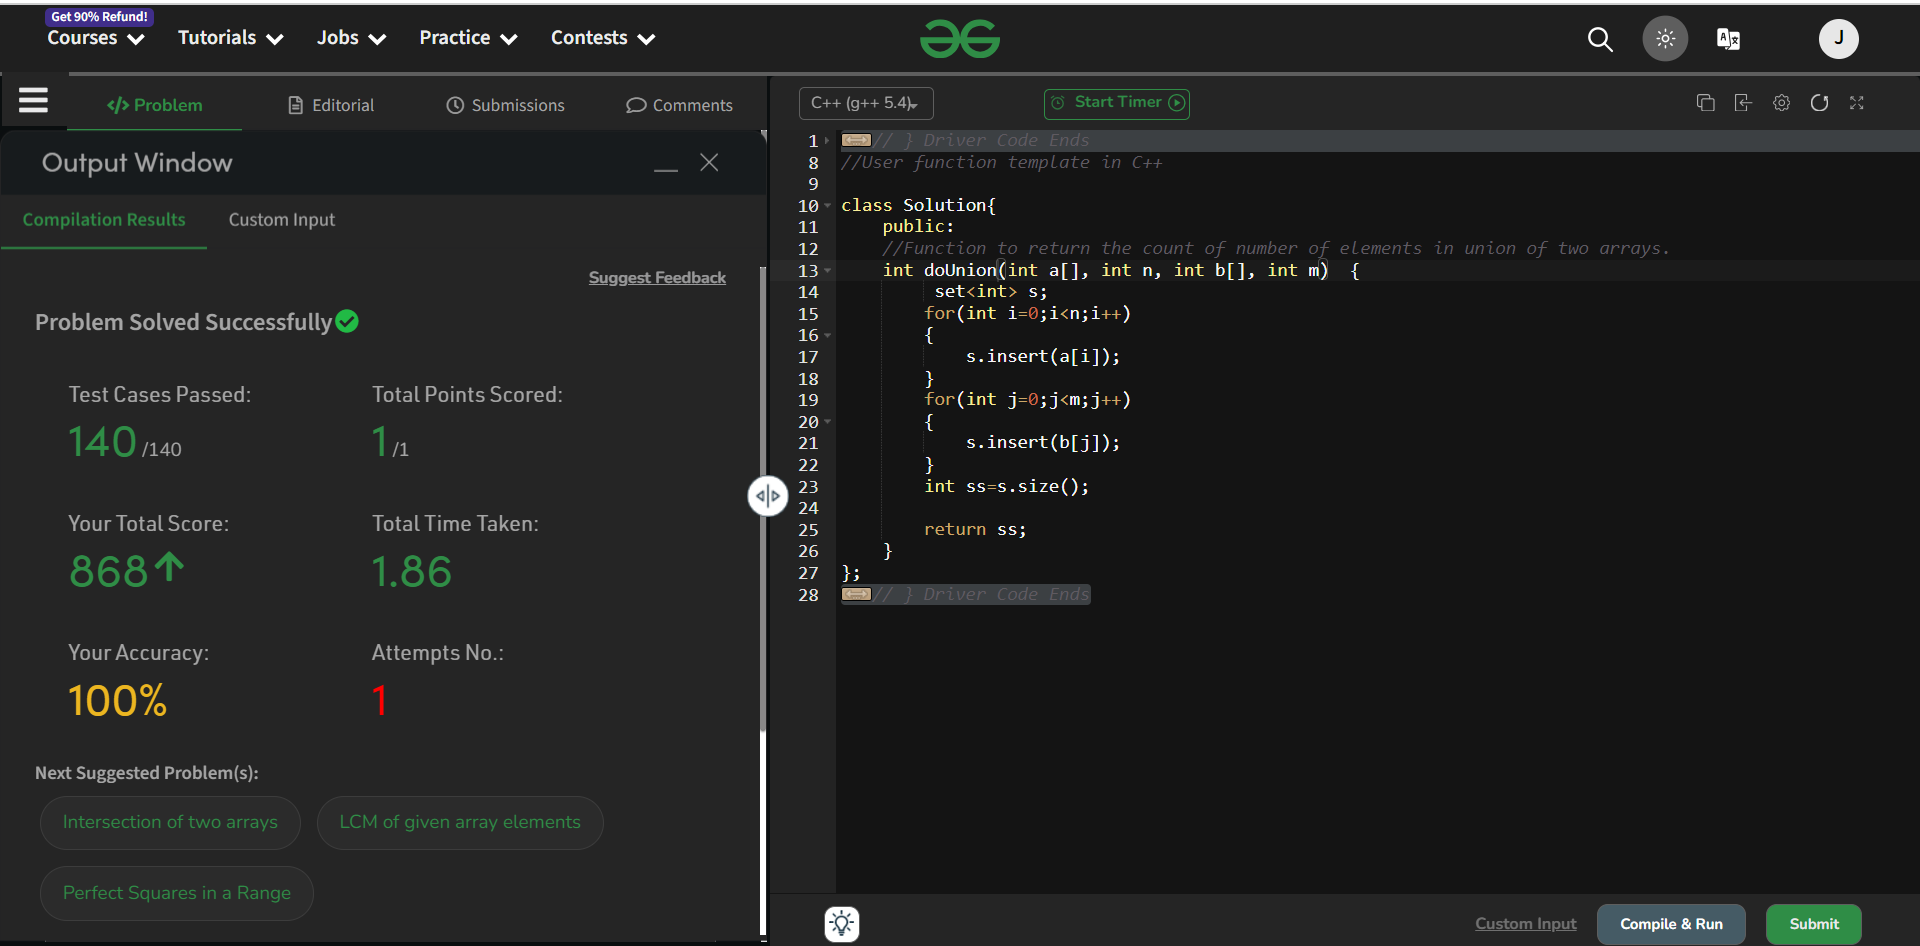 Get 90% Refund!
Courses Tutorials Jobs Practice Contests
J
Problem Editorial Submissions Comments
Output Window
Compilation Results Custom Input
Suggest Feedback
Problem Solved Successfully
Test Cases Passed: Total Points Scored:
140 /140 1 /1
Your Total Score: Total Time Taken:
868 1.86
Your Accuracy: Attempts No.:
100% 1
Next Suggested Problem(s):
Intersection of two arrays LCM of given array elements
Perfect Squares in a Range
C++ (g++ 5.4) Start Timer
1 // } Driver Code Ends
8 //User function template in C++
9
10 class Solution{
11 public:
12 //Function to return the count of number of elements in union of two arrays.
13 int doUnion(int a[], int n, int b[], int m) {
14 set<int> s;
15 for(int i=0;i<n;i++)
16 {
17 s.insert(a[i]);
18 }
19 for(int j=0;j<m;j++)
20 {
21 s.insert(b[j]);
22 }
23 int ss=s.size();
24
25 return ss;
26 }
27 };
28 // } Driver Code Ends
Custom Input Compile & Run Submit